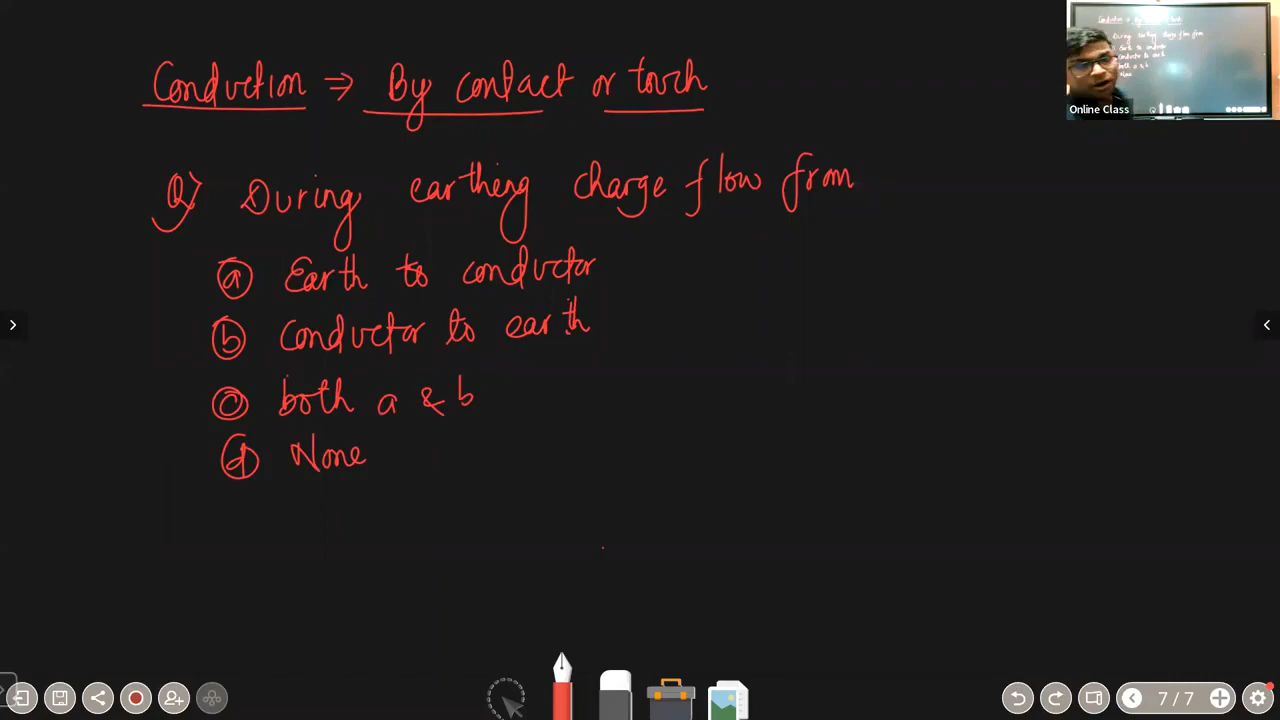 Conduction ⇒ By contact or touch
Q) During earthing charge flow from
(a) Earth to conductor
(b) conductor to earth
(c) both a & b
(d) None
Online Class
7/7